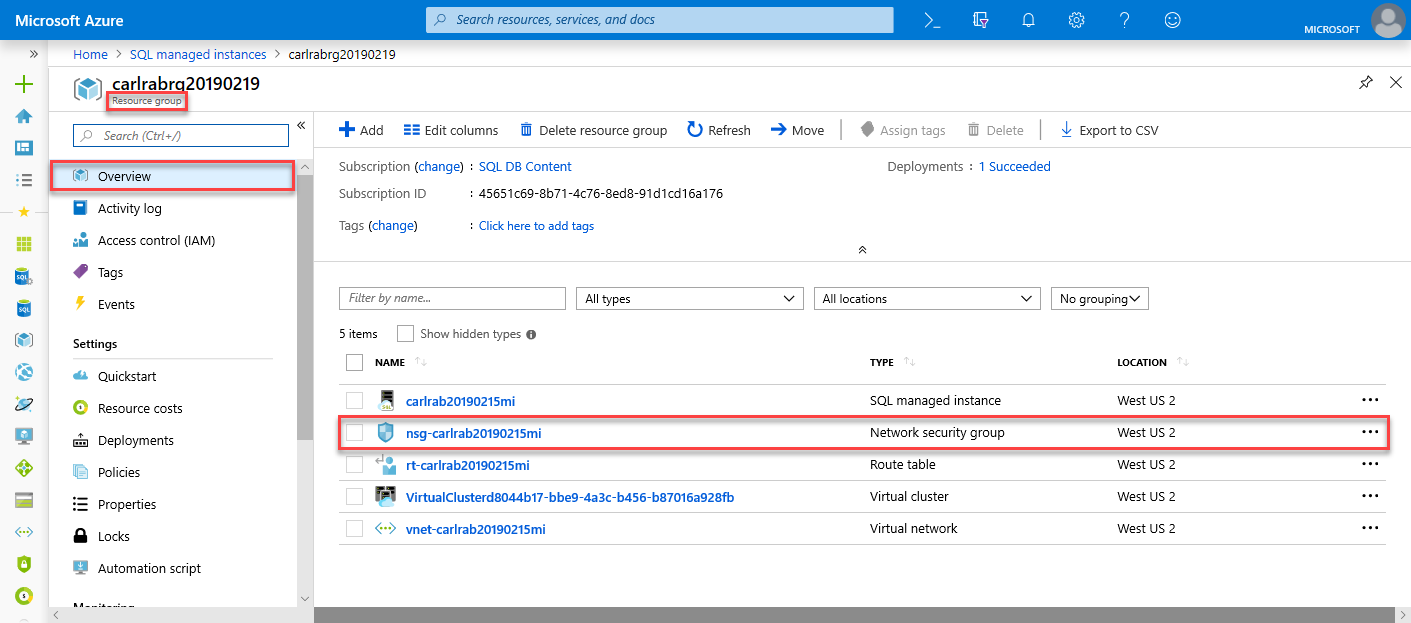 Microsoft Azure
Search resources, services, and docs
MICROSOFT
Home > SQL managed instances > carlrabrg20190219
carlrabrg20190219
Resource group
Search (Ctrl+/)
Overview
Activity log
Access control (IAM)
Tags
Events
Settings
Quickstart
Resource costs
Deployments
Policies
Properties
Locks
Automation script
Monitoring
Add Edit columns Delete resource group Refresh Move Assign tags Delete Export to CSV
Subscription (change) : SQL DB Content Deployments : 1 Succeeded
Subscription ID : 45651c69-8b71-4c76-8ed8-91d1cd16a176
Tags (change) : Click here to add tags
Filter by name... All types All locations No grouping
5 items Show hidden types
NAME TYPE LOCATION
carlrab20190215mi SQL managed instance West US 2 •••
nsg-carlrab20190215mi Network security group West US 2 •••
rt-carlrab20190215mi Route table West US 2 •••
VirtualClusterd8044b17-bbe9-4a3c-b456-b87016a928fb Virtual cluster West US 2 •••
vnet-carlrab20190215mi Virtual network West US 2 •••